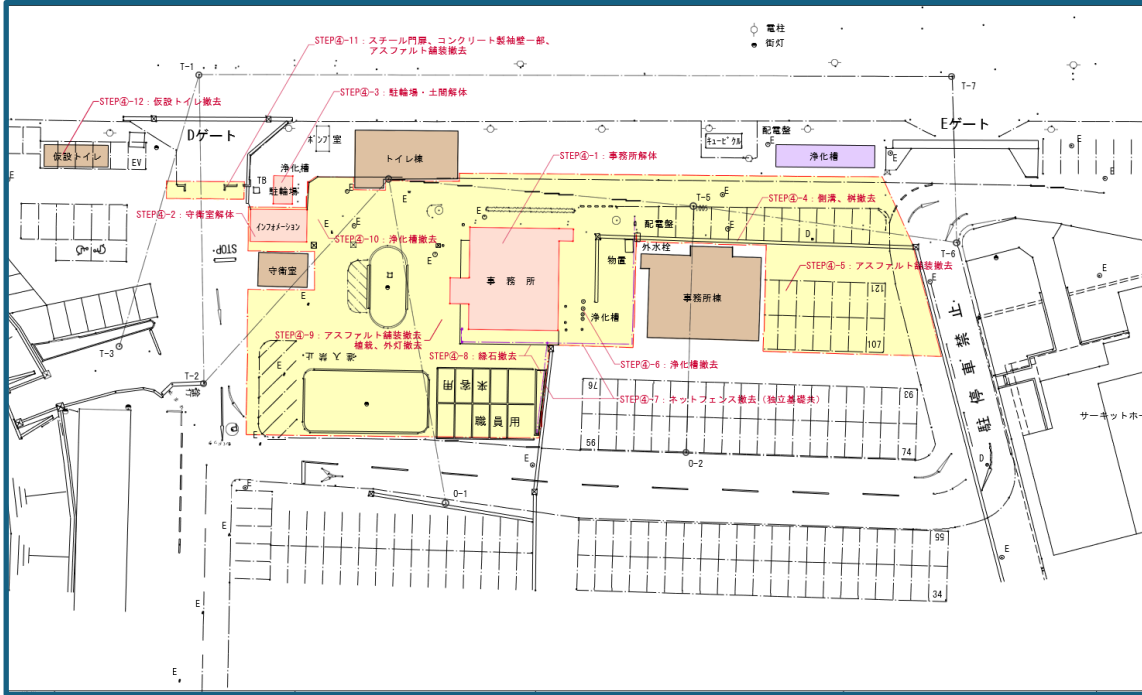 電柱
街灯
STEP④-11：スチール門扉、コンクリート製袖壁一部、
アスファルト舗装撤去
T-1
T-7
STEP④-3：駐輪場・土間解体
STEP④-12：仮設トイレ撤去
Dゲート
Eゲート
ポンプ室
トイレ棟
キュービクル
配電盤
浄化槽
仮設トイレ
EV
浄化槽
STEP④-1：事務所解体
TB
駐輪場
E
E
E
E
E
STEP④-2：守衛室解体
インフォメーション
STEP④-10：浄化槽撤去
T-5
STEP④-4：側溝、桝撤去
配電盤
D
外水栓
T-6
STOP
守衛室
事務所
物置
事務所棟
STEP④-5：アスファルト舗装撤去
121
107
浄化槽
STEP④-9：アスファルト舗装撤去
植栽、外灯撤去
STEP④-8：縁石撤去
STEP④-6：浄化槽撤去
T-3
T-2
進入禁止
来客用
職員用
STEP④-7：ネットフェンス撤去（独立基礎共）
76
93
56
74
駐停車禁止
サーキットホー
O-2
D
E
E
E
O-1
E
E
55
34
E
E